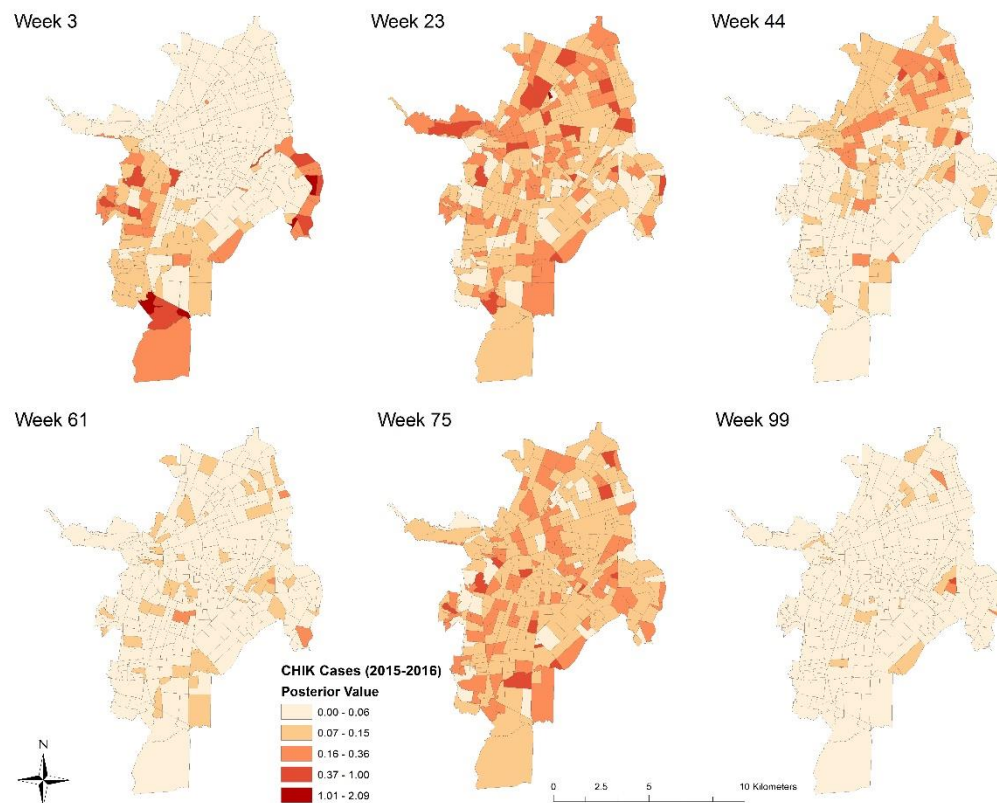 Week 3
Week 23
Week 44
Week 61
Week 75
Week 99
CHIK Cases (2015-2016)
Posterior Value
0.00 - 0.06
0.07 - 0.15
0.16 - 0.36
0.37 - 1.00
1.01 - 2.09
N
0 5 10 Kilometers